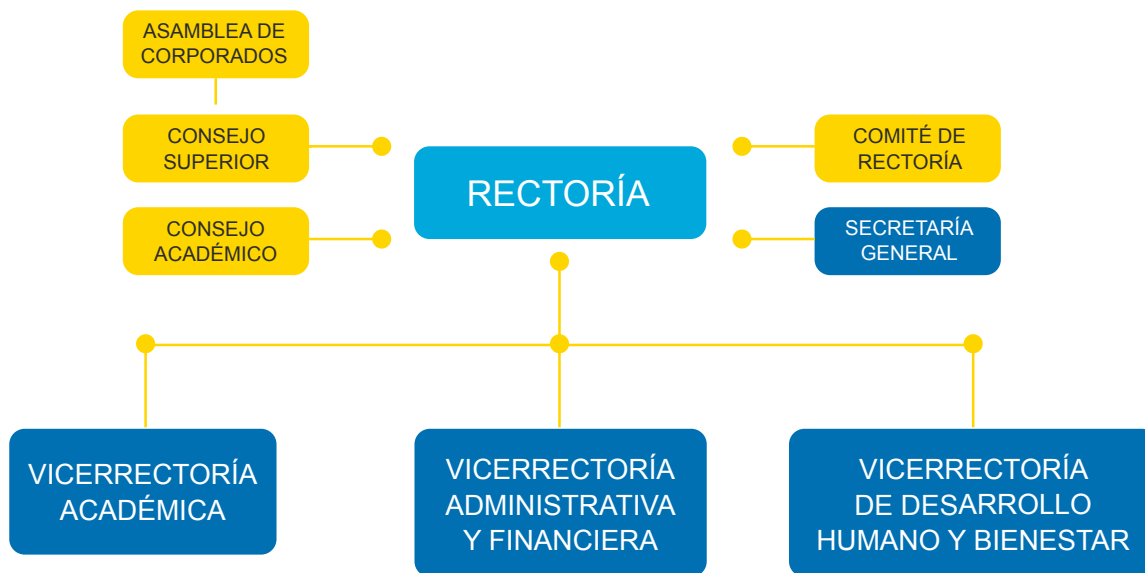 ASAMBLEA DE
CORPORADOS
CONSEJO
SUPERIOR
CONSEJO
ACADÉMICO
RECTORÍA
COMITÉ DE
RECTORÍA
SECRETARÍA
GENERAL
VICERRECTORÍA
ACADÉMICA
VICERRECTORÍA
ADMINISTRATIVA
Y FINANCIERA
VICERRECTORÍA
DE DESARROLLO
HUMANO Y BIENESTAR